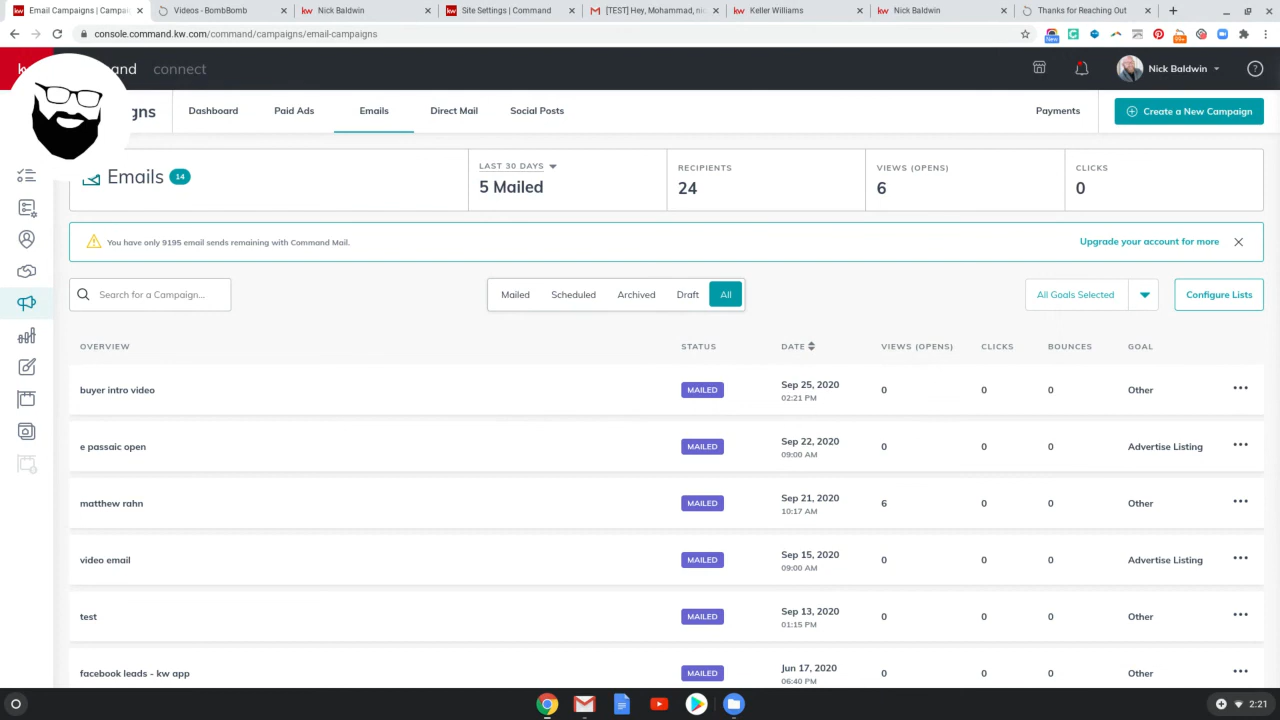 Email Campaigns | Campai
Videos - BombBomb
Nick Baldwin
Site Settings | Command
[TEST] Hey, Mohammad, nic
Keller Williams
Nick Baldwin
Thanks for Reaching Out
console.command.kw.com/command/campaigns/email-campaigns
connect
Nick Baldwin
Dashboard
Paid Ads
Emails
Direct Mail
Social Posts
Payments
Create a New Campaign
Emails 14
LAST 30 DAYS
5 Mailed
RECIPIENTS
24
VIEWS (OPENS)
6
CLICKS
0
You have only 9195 email sends remaining with Command Mail.
Upgrade your account for more
Search for a Campaign...
Mailed
Scheduled
Archived
Draft
All
All Goals Selected
Configure Lists
OVERVIEW STATUS DATE VIEWS (OPENS) CLICKS BOUNCES GOAL
buyer intro video MAILED Sep 25, 2020 0 0 0 Other
02:21 PM
e passaic open MAILED Sep 22, 2020 0 0 0 Advertise Listing
09:00 AM
matthew rahn MAILED Sep 21, 2020 6 0 0 Other
10:17 AM
video email MAILED Sep 15, 2020 0 0 0 Advertise Listing
09:00 AM
test MAILED Sep 13, 2020 0 0 0 Other
01:15 PM
facebook leads - kw app MAILED Jun 17, 2020 0 0 0 Other
06:40 PM
2:21